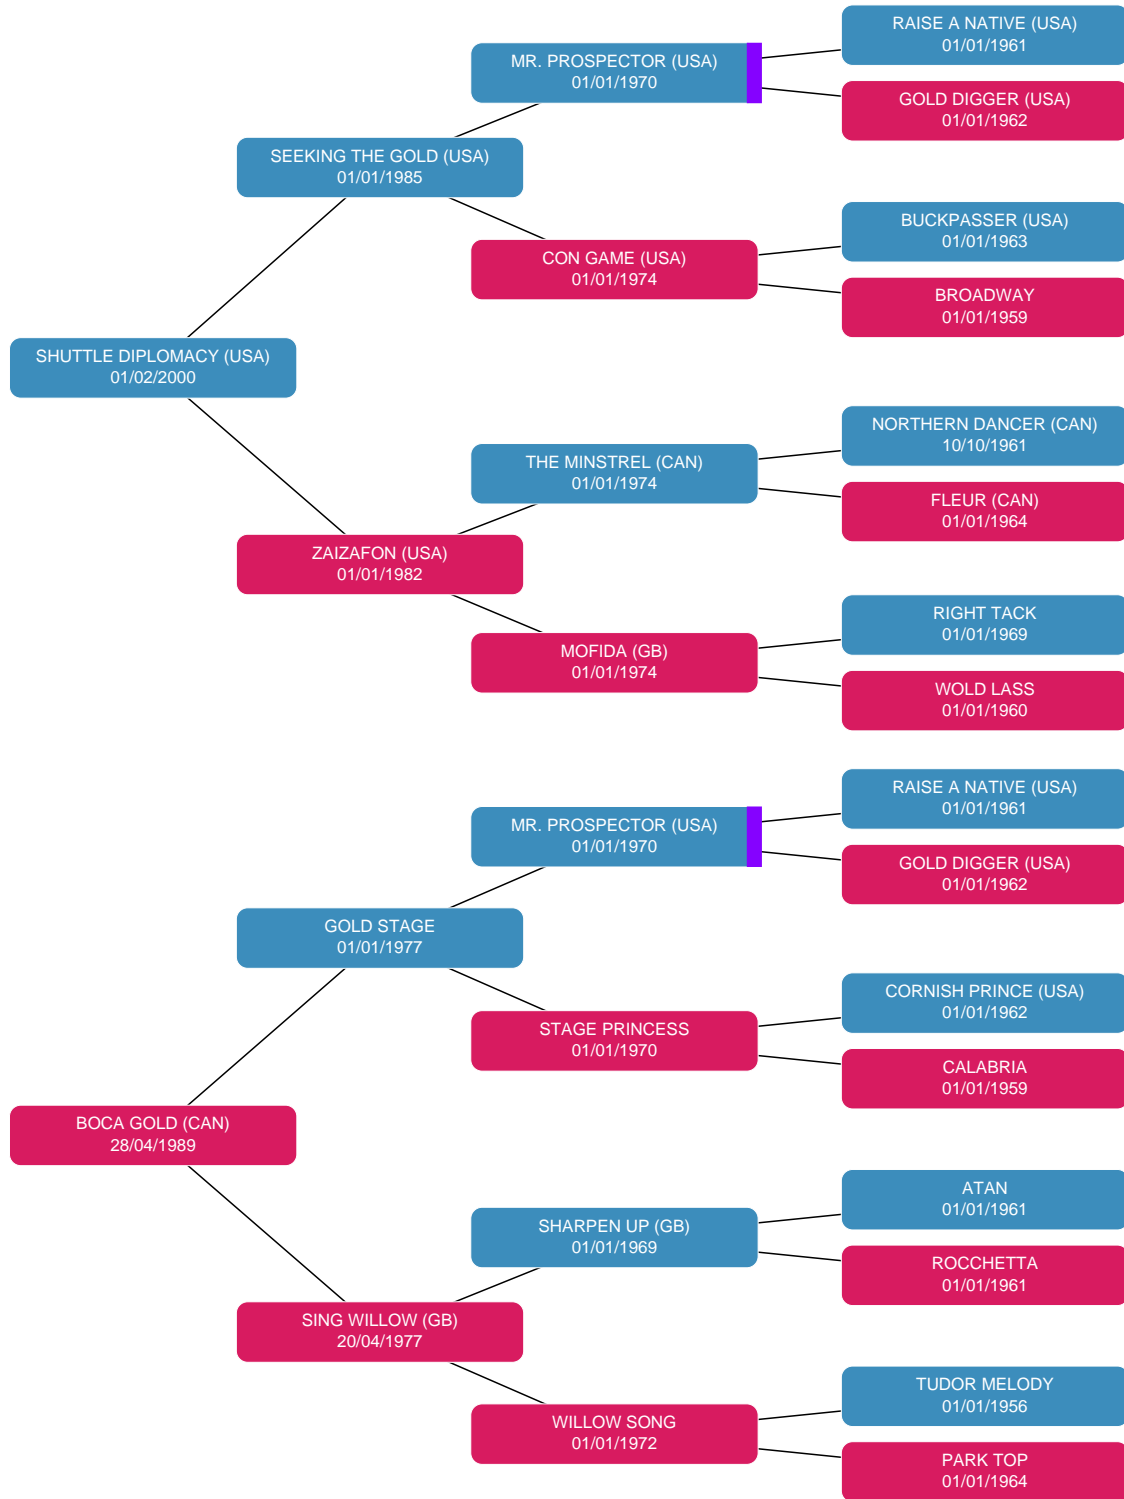 RAISE A NATIVE (USA)
01/01/1961
MR. PROSPECTOR (USA)
01/01/1970
GOLD DIGGER (USA)
01/01/1962
SEEKING THE GOLD (USA)
01/01/1985
BUCKPASSER (USA)
01/01/1963
CON GAME (USA)
01/01/1974
BROADWAY
01/01/1959
SHUTTLE DIPLOMACY (USA)
01/02/2000
NORTHERN DANCER (CAN)
10/10/1961
THE MINSTREL (CAN)
01/01/1974
FLEUR (CAN)
01/01/1964
ZAIZAFON (USA)
01/01/1982
RIGHT TACK
01/01/1969
MOFIDA (GB)
01/01/1974
WOLD LASS
01/01/1960
RAISE A NATIVE (USA)
01/01/1961
MR. PROSPECTOR (USA)
01/01/1970
GOLD DIGGER (USA)
01/01/1962
GOLD STAGE
01/01/1977
CORNISH PRINCE (USA)
01/01/1962
STAGE PRINCESS
01/01/1970
CALABRIA
01/01/1959
BOCA GOLD (CAN)
28/04/1989
ATAN
01/01/1961
SHARPEN UP (GB)
01/01/1969
ROCCHETTA
01/01/1961
SING WILLOW (GB)
20/04/1977
TUDOR MELODY
01/01/1956
WILLOW SONG
01/01/1972
PARK TOP
01/01/1964